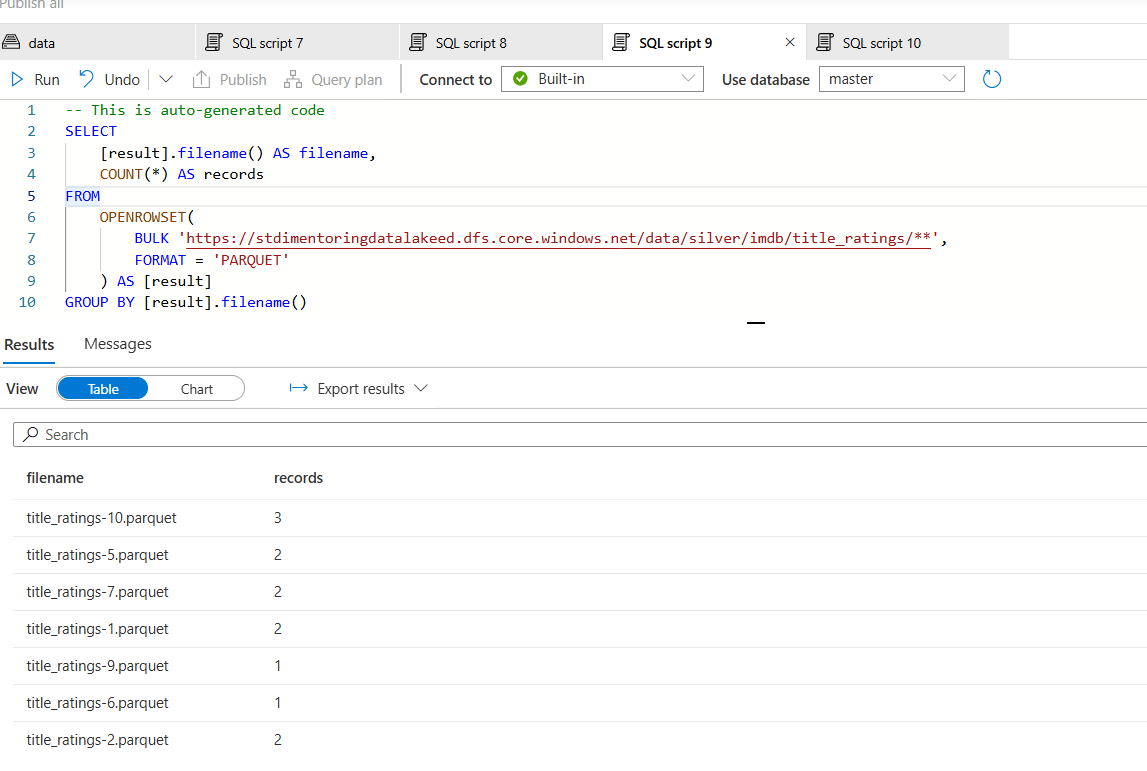 Publish all
data
SQL script 7
SQL script 8
SQL script 9
SQL script 10
Run Undo Publish Query plan Connect to Built-in Use database master
1 -- This is auto-generated code
2 SELECT
3 [result].filename() AS filename,
4 COUNT(*) AS records
5 FROM
6 OPENROWSET(
7 BULK 'https://stdimentoringdatalakeed.dfs.core.windows.net/data/silver/imdb/title_ratings/**',
8 FORMAT = 'PARQUET'
9 ) AS [result]
10 GROUP BY [result].filename()
Results Messages
View Table Chart Export results
Search
filename records
title_ratings-10.parquet 3
title_ratings-5.parquet 2
title_ratings-7.parquet 2
title_ratings-1.parquet 2
title_ratings-9.parquet 1
title_ratings-6.parquet 1
title_ratings-2.parquet 2